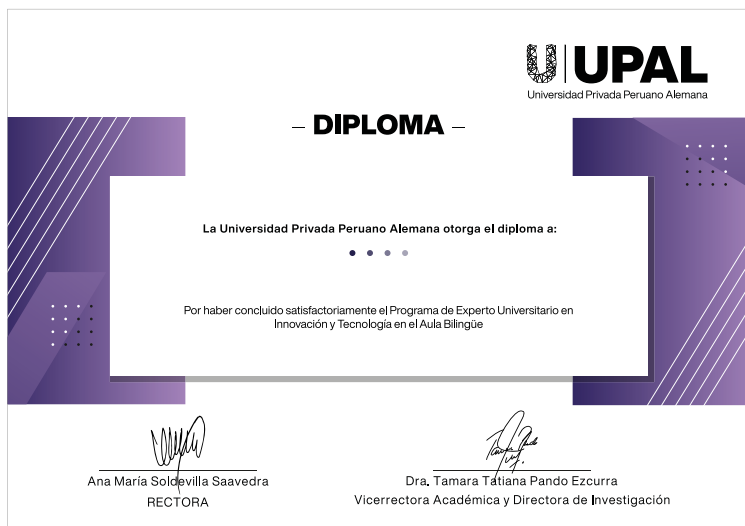 UPAL
Universidad Privada Peruano Alemana
– DIPLOMA –
La Universidad Privada Peruano Alemana otorga el diploma a:
Por haber concluido satisfactoriamente el Programa de Experto Universitario en
Innovación y Tecnología en el Aula Bilingüe
Ana María Soldevilla Saavedra
RECTORA
Dra. Tamara Tatiana Pando Ezcurra
Vicerrectora Académica y Directora de Investigación